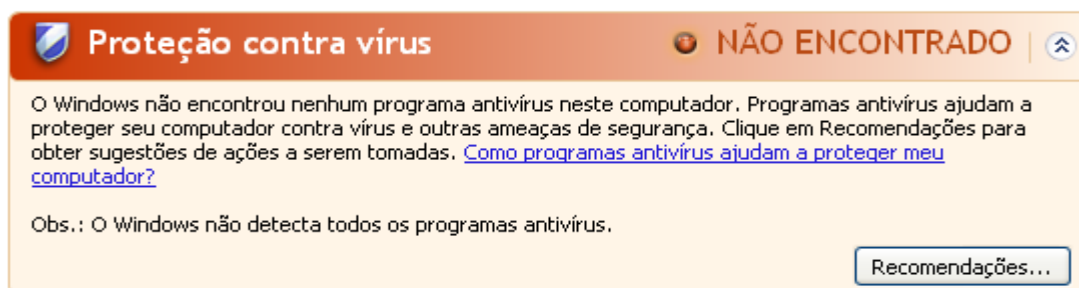 Proteção contra vírus NÃO ENCONTRADO
O Windows não encontrou nenhum programa antivírus neste computador. Programas antivírus ajudam a
proteger seu computador contra vírus e outras ameaças de segurança. Clique em Recomendações para
obter sugestões de ações a serem tomadas. Como programas antivírus ajudam a proteger meu
computador?
Obs.: O Windows não detecta todos os programas antivírus.
Recomendações...